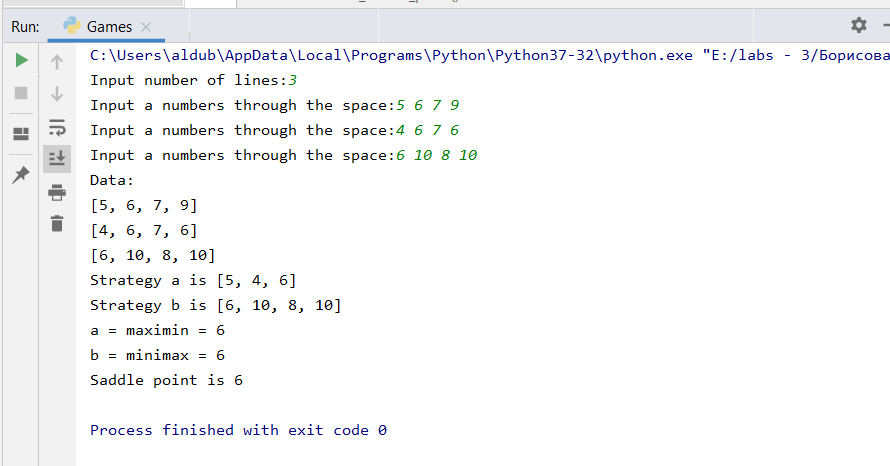 Run: Games
C:\Users\aldub\AppData\Local\Programs\Python\Python37-32\python.exe "E:/labs - 3/Борисова
Input number of lines:3
Input a numbers through the space:5 6 7 9
Input a numbers through the space:4 6 7 6
Input a numbers through the space:6 10 8 10
Data:
[5, 6, 7, 9]
[4, 6, 7, 6]
[6, 10, 8, 10]
Strategy a is [5, 4, 6]
Strategy b is [6, 10, 8, 10]
a = maximin = 6
b = minimax = 6
Saddle point is 6
Process finished with exit code 0